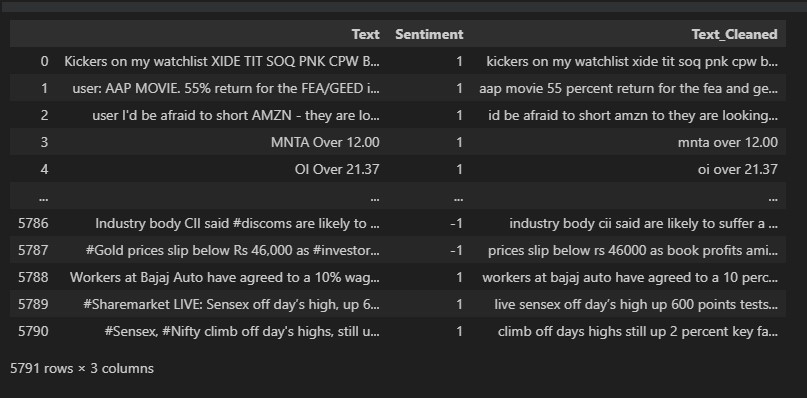 Text Sentiment Text_Cleaned
0 Kickers on my watchlist XIDE TIT SOQ PNK CPW B... 1 kickers on my watchlist xide tit soq pnk cpw b...
1 user: AAP MOVIE. 55% return for the FEA/GEED i... 1 aap movie 55 percent return for the fea and ge...
2 user I'd be afraid to short AMZN - they are lo... 1 id be afraid to short amzn to they are looking...
3 MNTA Over 12.00 1 mnta over 12.00
4 OI Over 21.37 1 oi over 21.37
... ... ... ...
5786 Industry body CII said #discoms are likely to ... -1 industry body cii said are likely to suffer a ...
5787 #Gold prices slip below Rs 46,000 as #investor... -1 prices slip below rs 46000 as book profits ami...
5788 Workers at Bajaj Auto have agreed to a 10% wag... 1 workers at bajaj auto have agreed to a 10 perc...
5789 #Sharemarket LIVE: Sensex off day’s high, up 6... 1 live sensex off day’s high up 600 points tests...
5790 #Sensex, #Nifty climb off day's highs, still u... 1 climb off days highs still up 2 percent key fa...
5791 rows × 3 columns